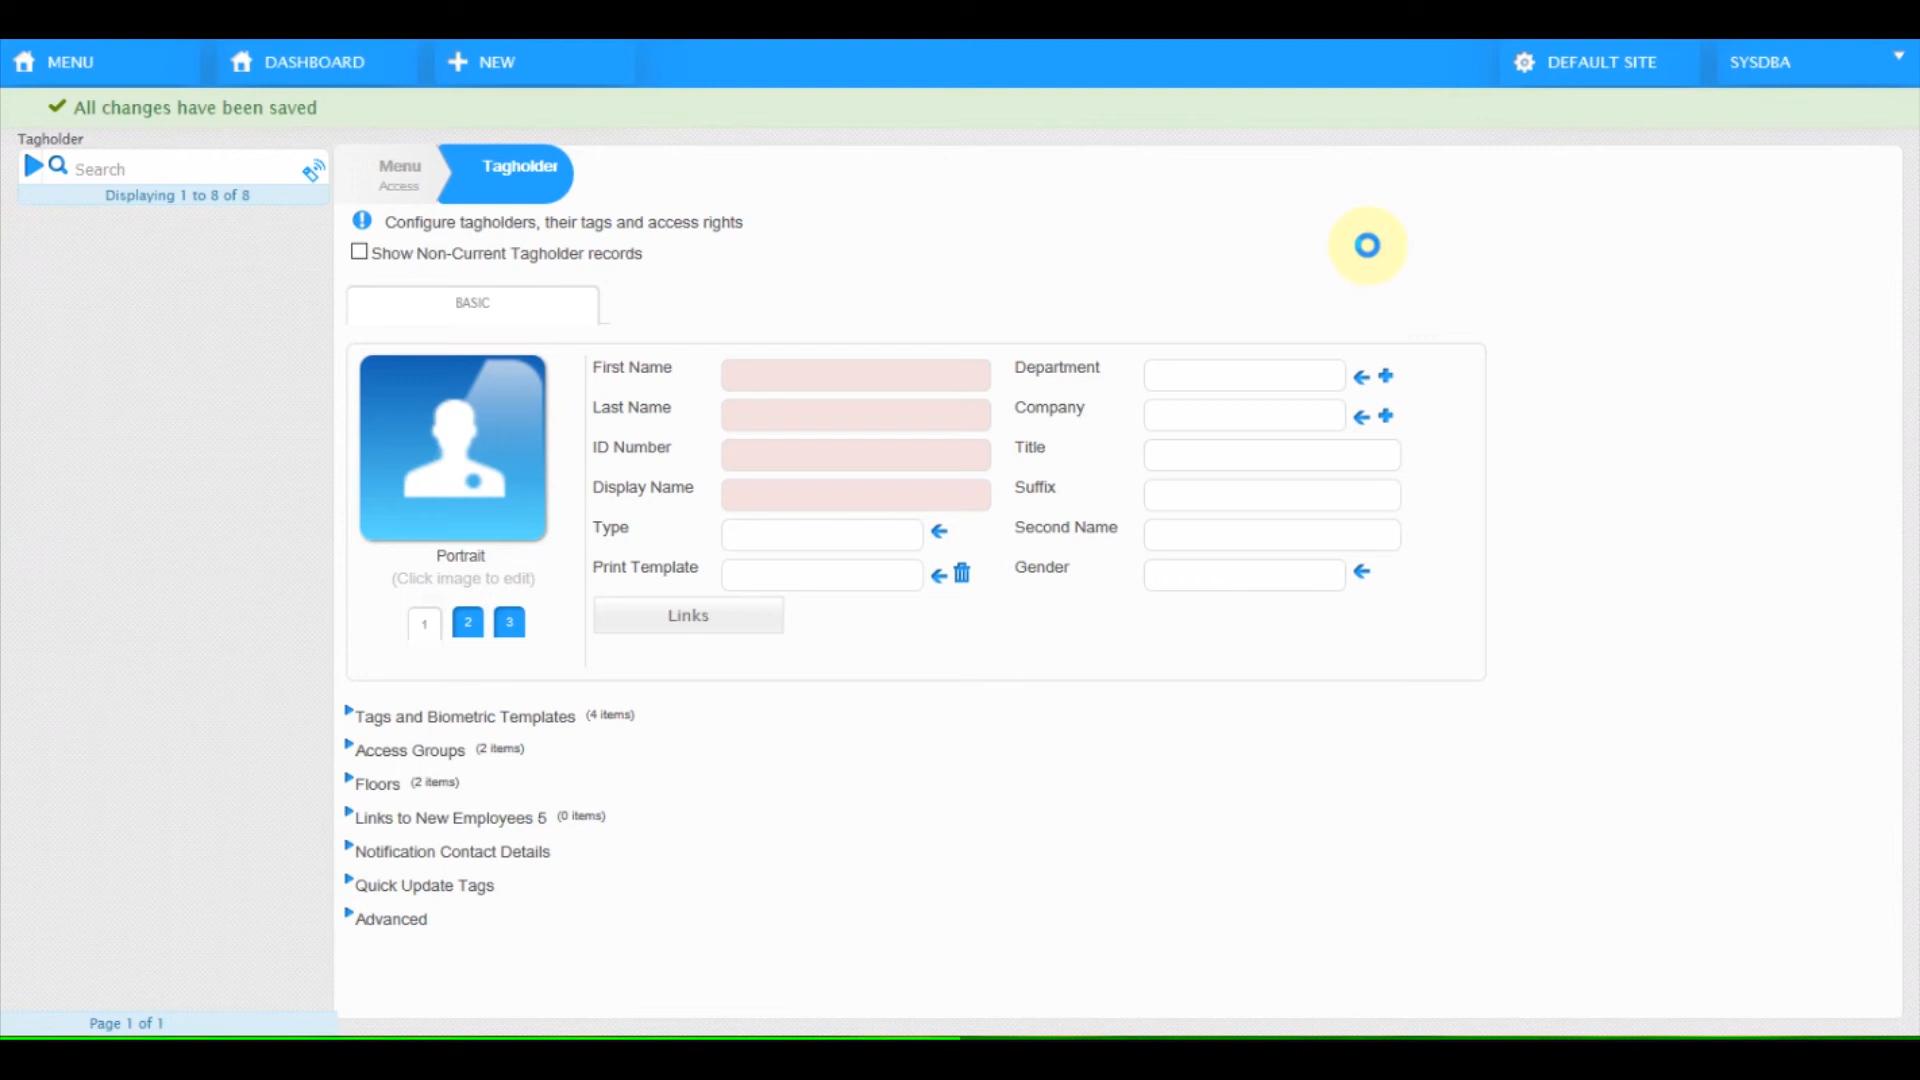 MENU
DASHBOARD
NEW
DEFAULT SITE
SYSDBA
All changes have been saved
Tagholder
Search
Displaying 1 to 8 of 8
Menu
Access
Tagholder
Configure tagholders, their tags and access rights
Show Non-Current Tagholder records
BASIC
Portrait
(Click image to edit)
1 2 3
First Name
Last Name
ID Number
Display Name
Type
Print Template
Links
Department
Company
Title
Suffix
Second Name
Gender
Tags and Biometric Templates (4 items)
Access Groups (2 items)
Floors (2 items)
Links to New Employees 5 (0 items)
Notification Contact Details
Quick Update Tags
Advanced
Page 1 of 1